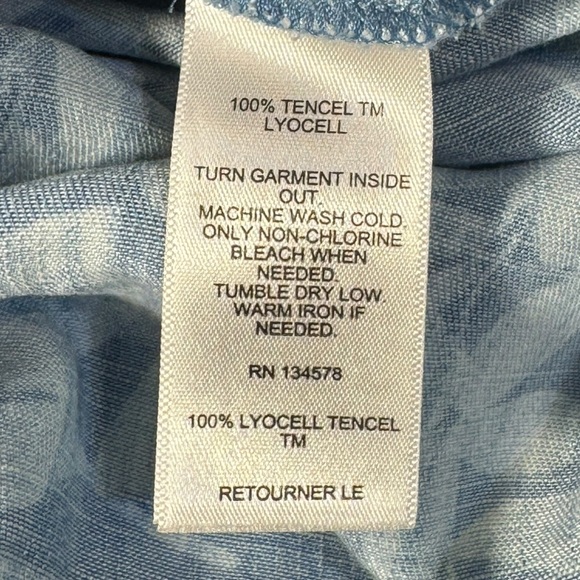 100% TENCEL TM
LYOCELL
TURN GARMENT INSIDE
OUT.
MACHINE WASH COLD.
ONLY NON-CHLORINE
BLEACH WHEN
NEEDED.
TUMBLE DRY LOW.
WARM IRON IF
NEEDED.
RN 134578
100% LYOCELL TENCEL
TM
RETOURNER LE